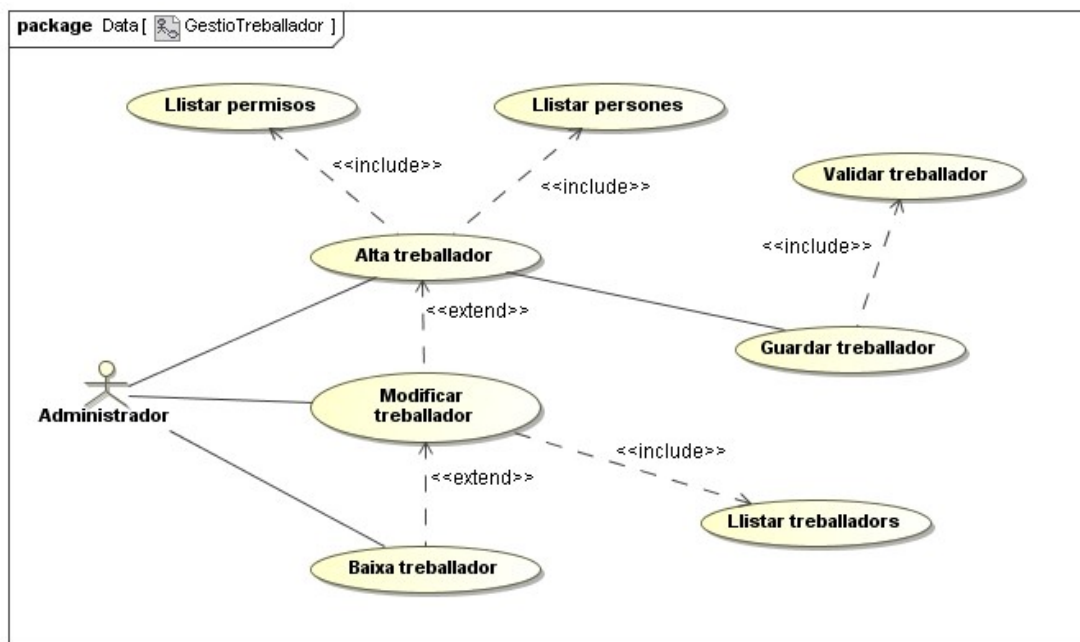 package Data[ GestioTreballador ]
Llistar permisos
Llistar persones
<<include>>
<<include>>
Validar treballador
<<include>>
Alta treballador
<<extend>>
Guardar treballador
Administrador
Modificar
treballador
<<include>>
<<extend>>
Llistar treballadors
Baixa treballador